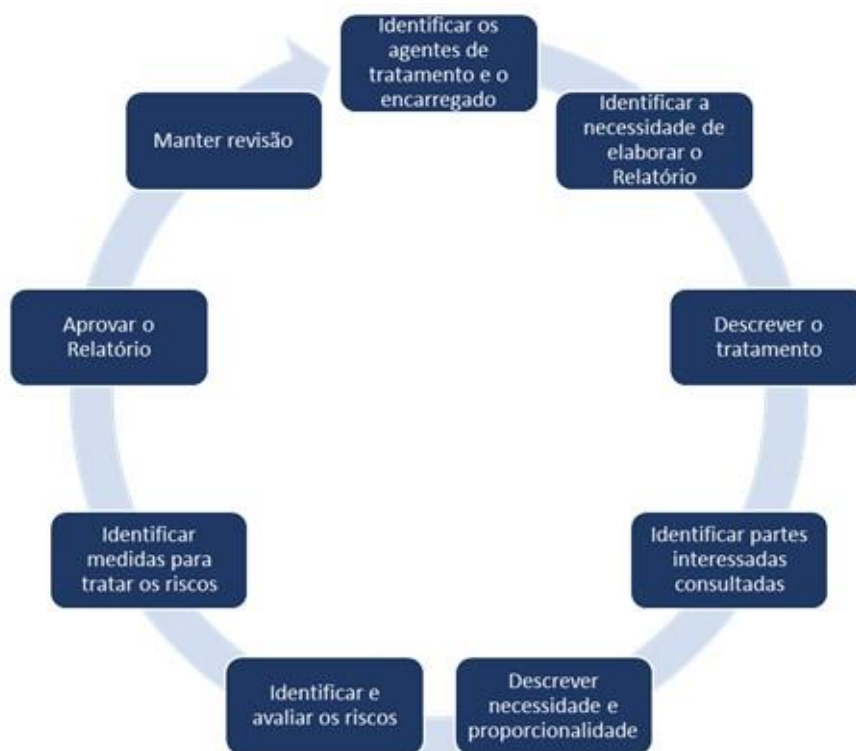 Identificar os
agentes de
tratamento e o
encarregado
Identificar a
necessidade de
elaborar o
Relatório
Descrever o
tratamento
Identificar partes
interessadas
consultadas
Descrever
necessidade e
proporcionalidade
Identificar e
avaliar os riscos
Identificar
medidas para
tratar os riscos
Aprovar o
Relatório
Manter revisão